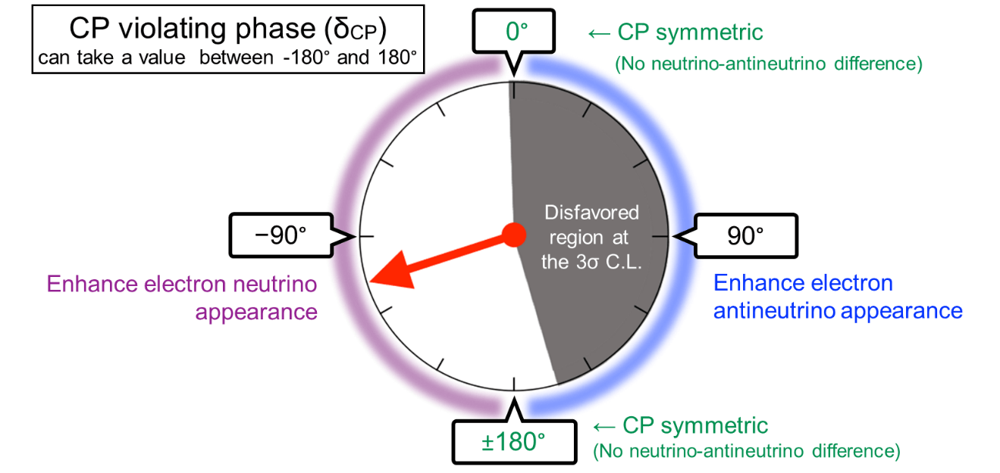 CP violating phase (δCP)
can take a value between -180° and 180°
0°
← CP symmetric
(No neutrino-antineutrino difference)
Disfavored
region at
the 3σ C.L.
−90°
90°
Enhance electron neutrino
appearance
Enhance electron
antineutrino appearance
±180°
← CP symmetric
(No neutrino-antineutrino difference)